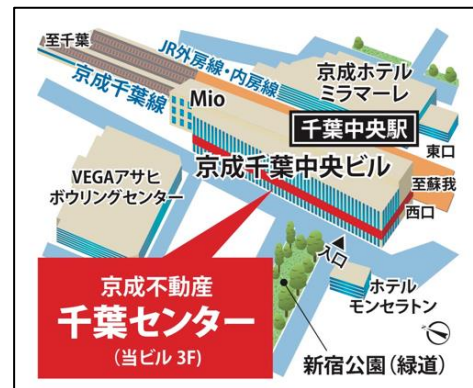 至千葉
JR外房線・内房線
京成千葉線
Mio
京成ホテル
ミラマーレ
千葉中央駅
東口
京成千葉中央ビル
至蘇我
西口
VEGAアサヒ
ボウリングセンター
入口
京成不動産
千葉センター
(当ビル 3F)
ホテル
モンセラトン
新宿公園(緑道)